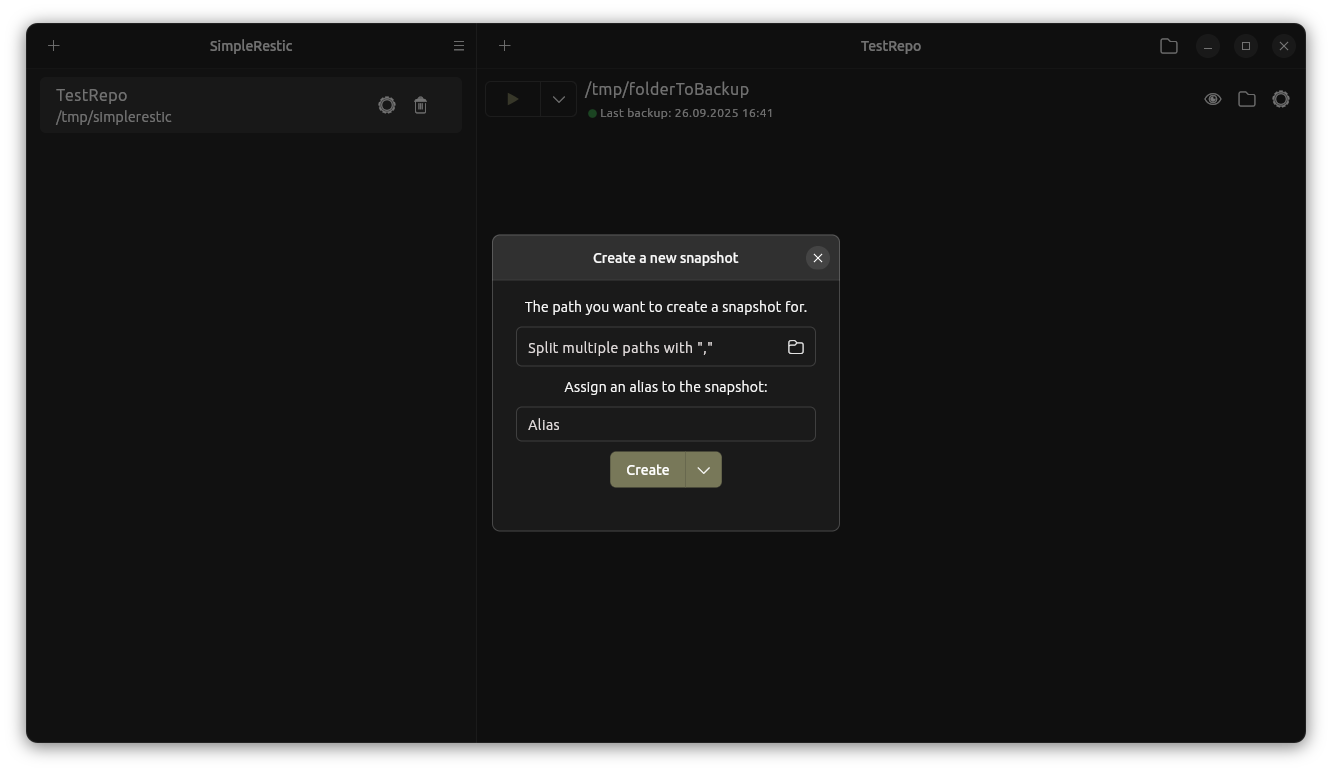 SimpleRestic
TestRepo
TestRepo
/tmp/simplerestic
/tmp/folderToBackup
Last backup: 26.09.2025 16:41
Create a new snapshot
The path you want to create a snapshot for.
Split multiple paths with ","
Assign an alias to the snapshot:
Alias
Create